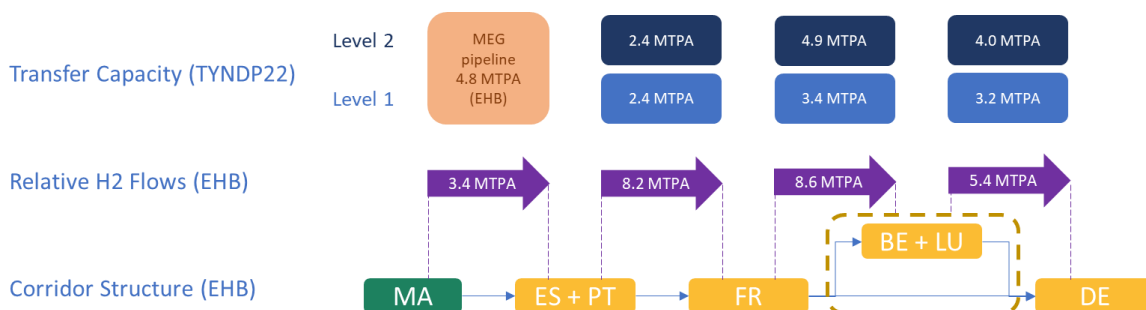 Transfer Capacity (TYNDP22)
Level 2
Level 1
MEG
pipeline
4.8 MTPA
(EHB)
2.4 MTPA
4.9 MTPA
4.0 MTPA
2.4 MTPA
3.4 MTPA
3.2 MTPA
Relative H2 Flows (EHB)
3.4 MTPA
8.2 MTPA
8.6 MTPA
5.4 MTPA
BE + LU
Corridor Structure (EHB)
MA
ES + PT
FR
DE